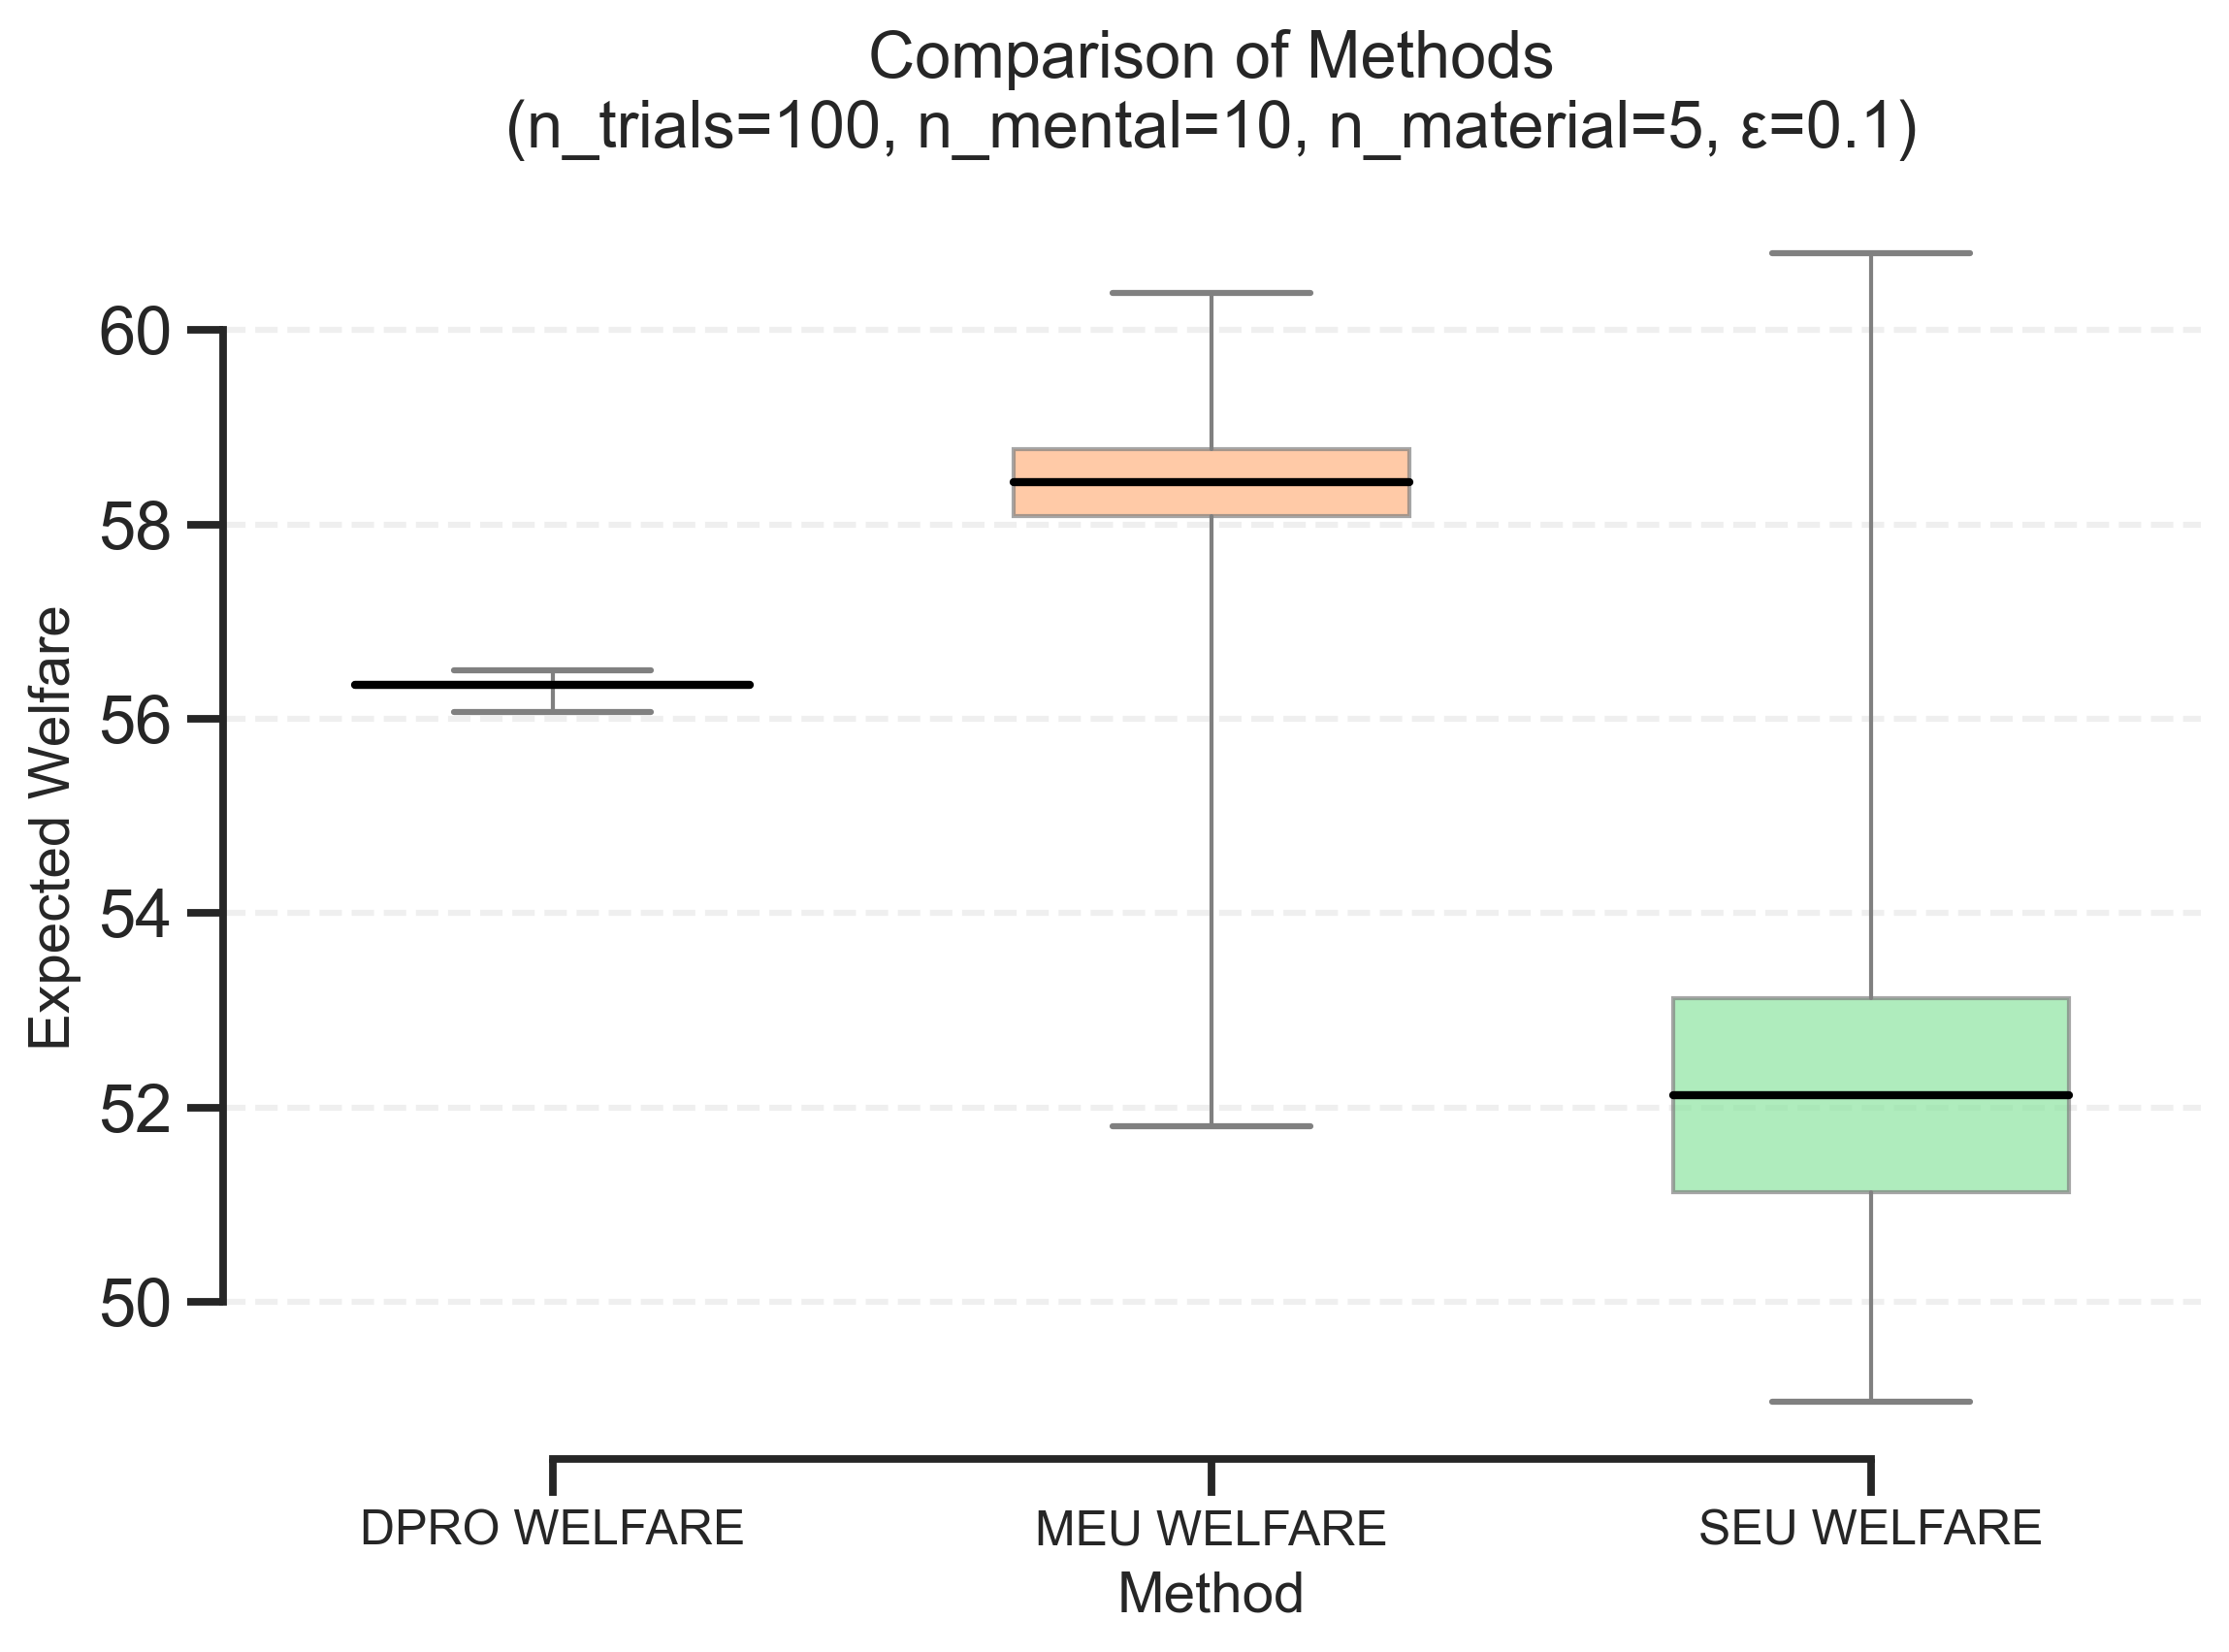 Comparison of Methods
(n_trials=100, n_mental=10, n_material=5, ε=0.1)
Expected Welfare
60
58
56
54
52
50
DPRO WELFARE
MEU WELFARE
SEU WELFARE
Method